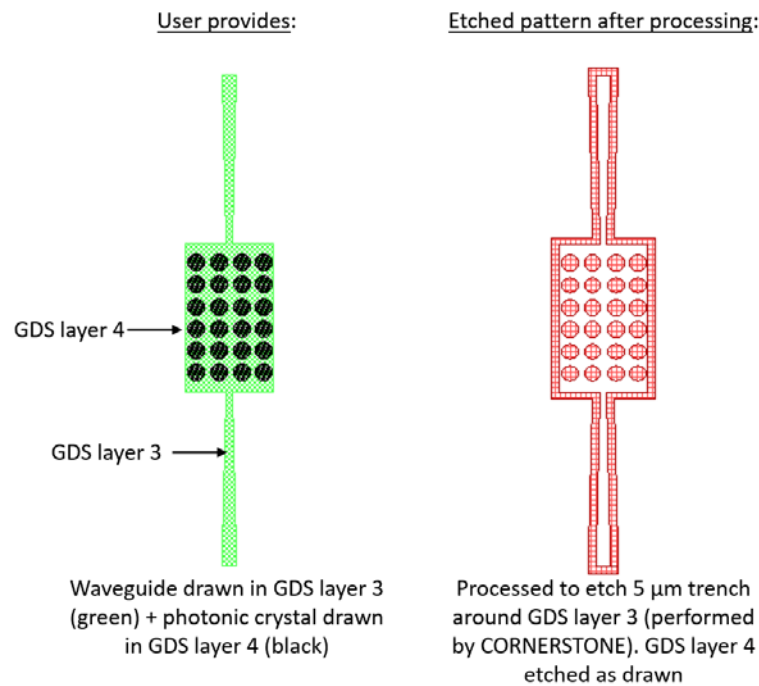 User provides:
Etched pattern after processing:
GDS layer 4
GDS layer 3
Waveguide drawn in GDS layer 3
(green) + photonic crystal drawn
in GDS layer 4 (black)
Processed to etch 5 μm trench
around GDS layer 3 (performed
by CORNERSTONE). GDS layer 4
etched as drawn